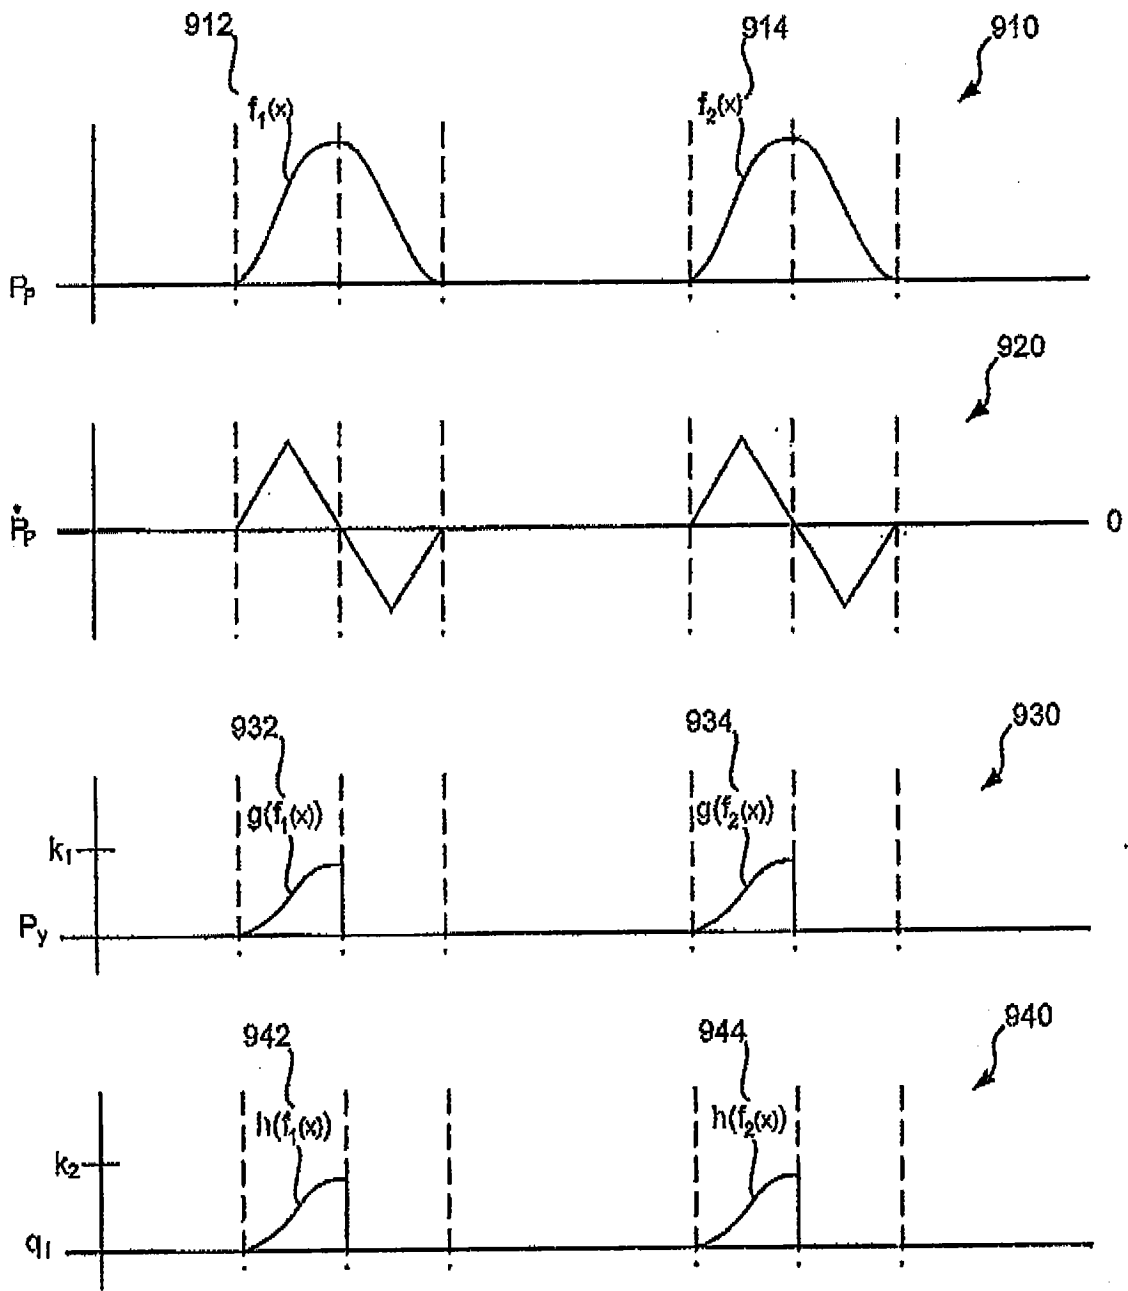 912
914
910
f₁(x)
f₂(x)
Pₚ
920
Ṗₚ
0
932
934
930
g(f₁(x))
g(f₂(x))
k₁
Pᵧ
942
944
940
h(f₁(x))
h(f₂(x))
k₂
q₁